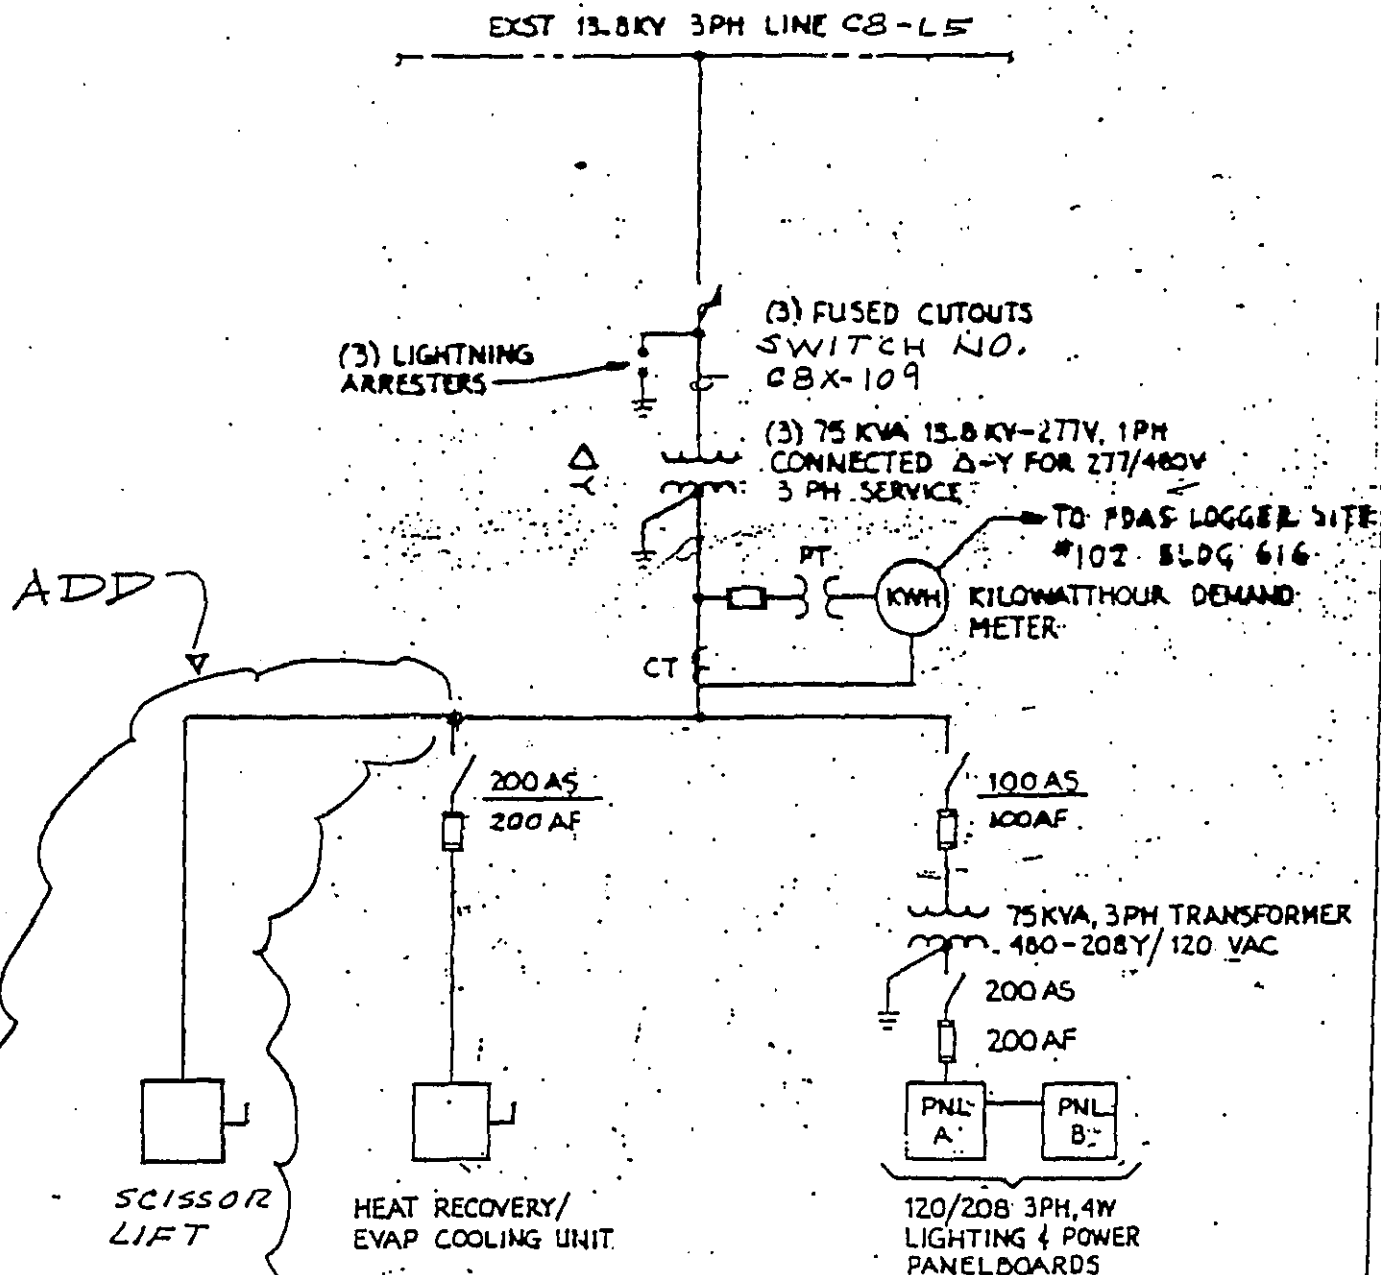 EXST 13.8KV 3PH LINE C8-L5
(3) FUSED CUTOUTS
SWITCH NO.
C8X-109
(3) LIGHTNING
ARRESTERS
(3) 75 KVA 13.8 KV-277V, 1PH
CONNECTED Δ-Y FOR 277/480V
3 PH SERVICE
Δ
Y
TO FDAS LOGGER SITE
#102 BLDG 616
PT
KWH
KILOWATTHOUR DEMAND
METER
CT
ADD
200 AS
200 AF
100 AS
100 AF
75 KVA, 3PH TRANSFORMER
480-208Y/120 VAC
200 AS
200 AF
PNL
A
PNL
B
SCISSOR
LIFT
HEAT RECOVERY/
EVAP COOLING UNIT
120/208 3PH, 4W
LIGHTING & POWER
PANELBOARDS